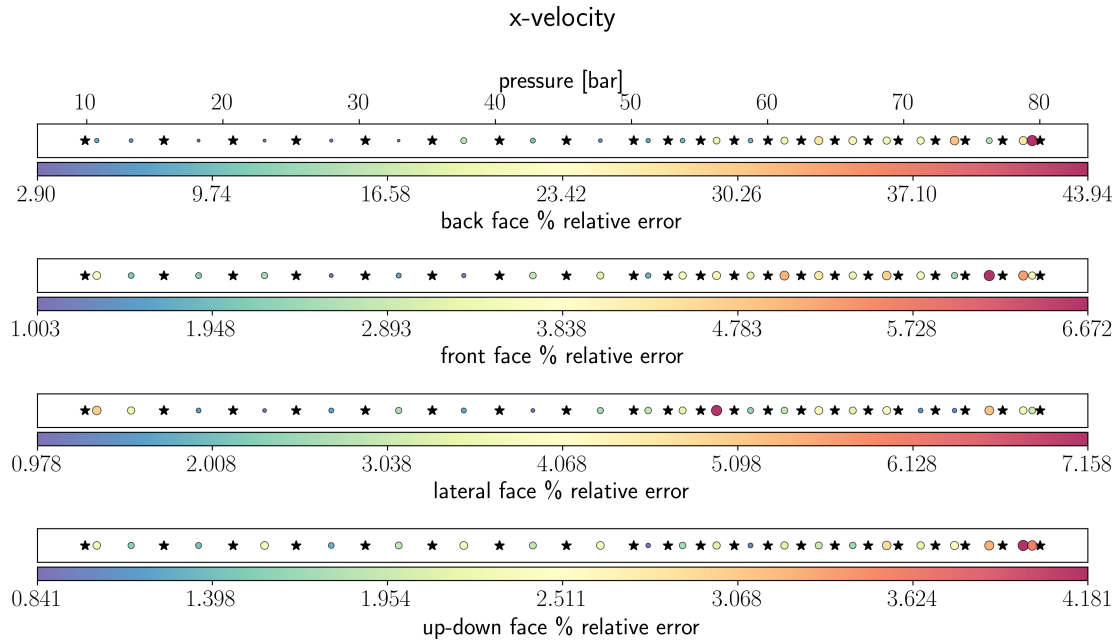 x-velocity
pressure [bar]
10 20 30 40 50 60 70 80
2.90 9.74 16.58 23.42 30.26 37.10 43.94
back face % relative error
1.003 1.948 2.893 3.838 4.783 5.728 6.672
front face % relative error
0.978 2.008 3.038 4.068 5.098 6.128 7.158
lateral face % relative error
0.841 1.398 1.954 2.511 3.068 3.624 4.181
up-down face % relative error